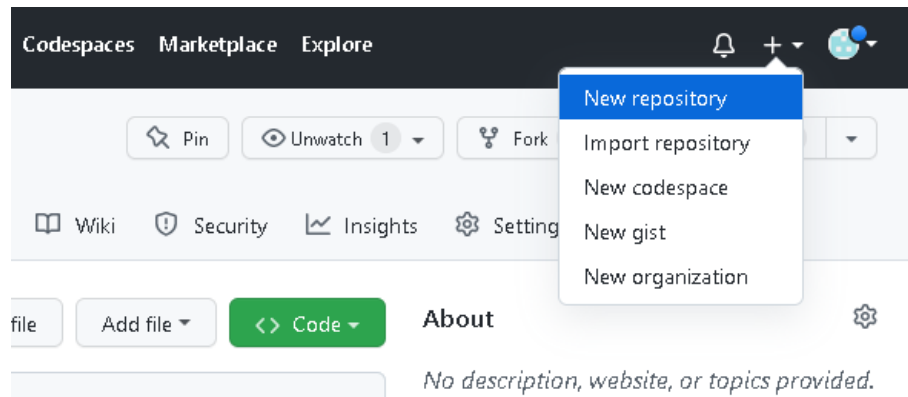 Codespaces Marketplace Explore
New repository
Pin Unwatch 1 Fork
Import repository
New codespace
Wiki Security Insights Setting
New gist
New organization
file Add file <> Code About
No description, website, or topics provided.